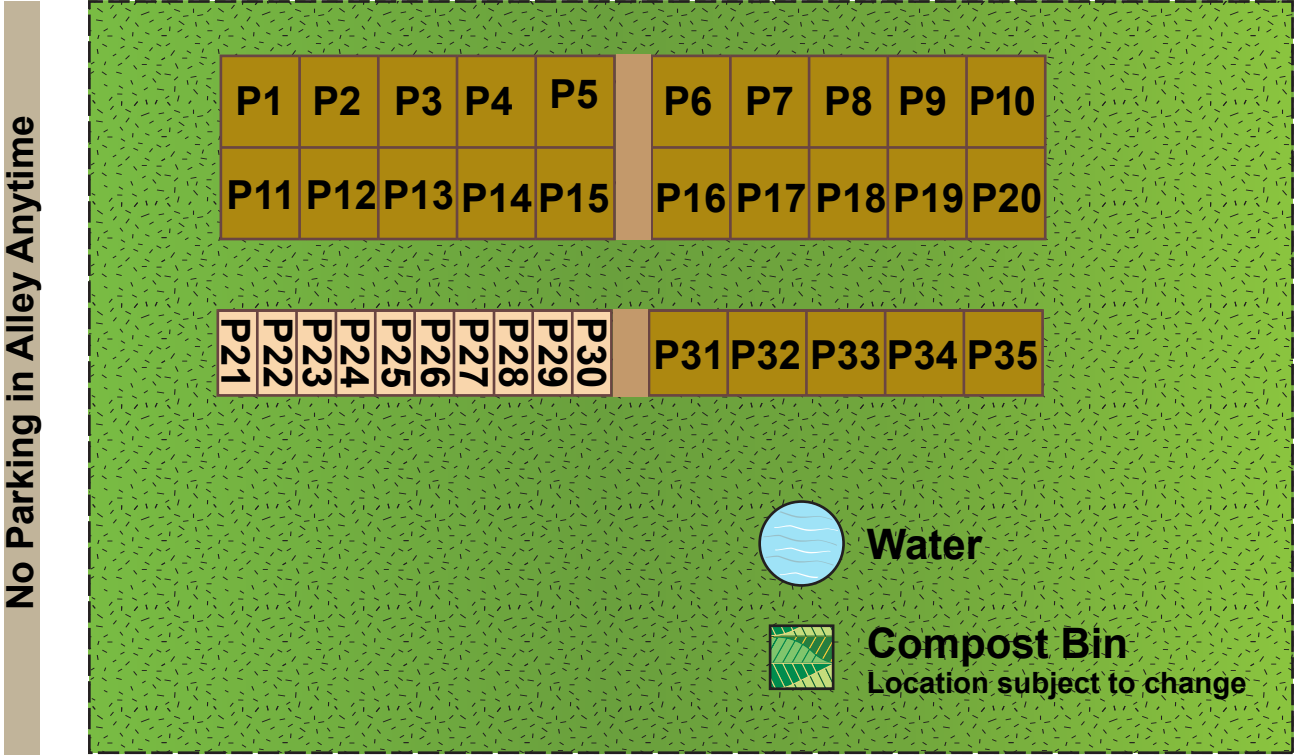 No Parking in Alley Anytime
P1 P2 P3 P4 P5 P6 P7 P8 P9 P10
P11 P12 P13 P14 P15 P16 P17 P18 P19 P20
P21 P22 P23 P24 P25 P26 P27 P28 P29 P30 P31 P32 P33 P34 P35
Water
Compost Bin
Location subject to change